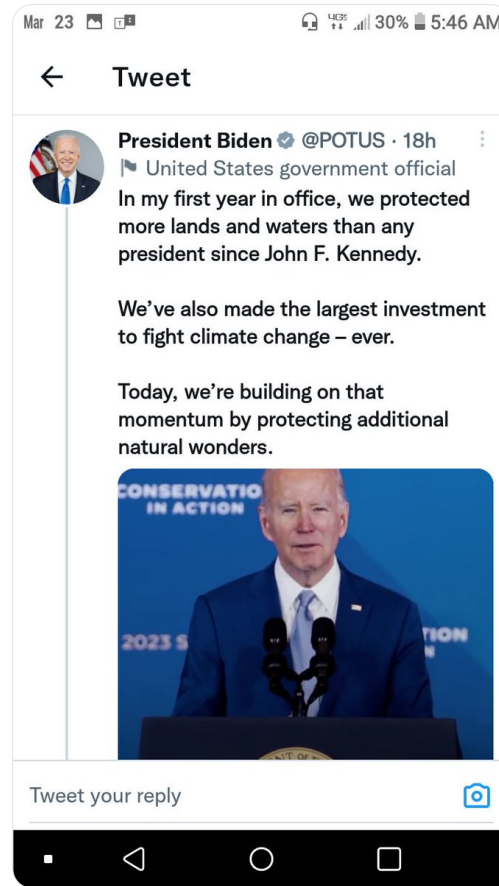 Mar 23
4GE 30% 5:46 AM
Tweet
President Biden @POTUS · 18h
United States government official
In my first year in office, we protected
more lands and waters than any
president since John F. Kennedy.
We’ve also made the largest investment
to fight climate change – ever.
Today, we’re building on that
momentum by protecting additional
natural wonders.
CONSERVATIO
IN ACTION
2023 S
TION
N
NT OF
Tweet your reply